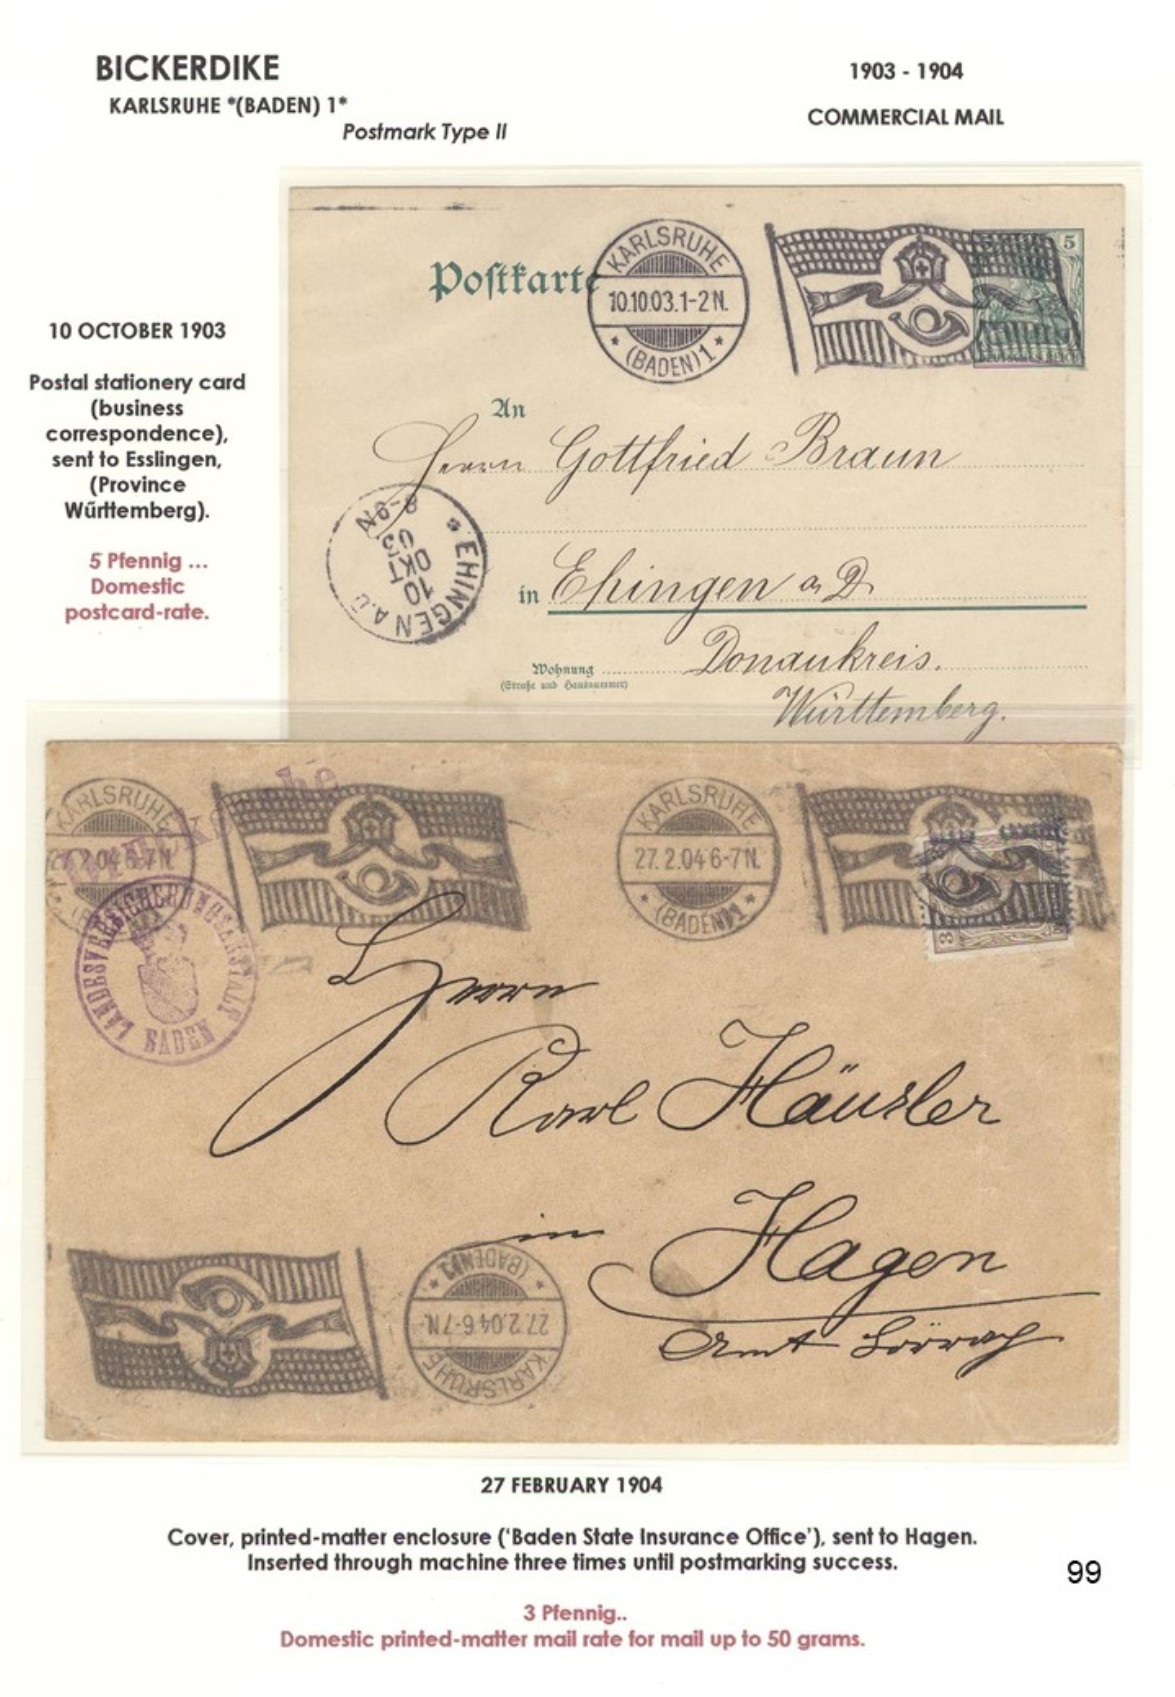 BICKERDIKE
KARLSRUHE *(BADEN) 1*
Postmark Type II
1903 - 1904
COMMERCIAL MAIL
10 OCTOBER 1903
Postal stationery card
(business
correspondence),
sent to Esslingen,
(Province
Württemberg).
5 Pfennig ...
Domestic
postcard-rate.
Postkarte
KARLSRUHE
10.10.03.1-2N.
* (BADEN) 1 *
5
An
Herrn Gottfried Braun
in Ehingen a D
Donaukreis.
Württemberg.
Wohnung
(Straße und Hausnummer)
* EHINGEN A.D.
10
OKT
03
8-9N
KARLSRUHE
2.04 6-7N
KARLSRUHE
27.2.04 6-7N.
* (BADEN) *
3
LANDESVERSICHERUNGSANSTALT
BADEN
Herrn
Karl Häusler
in Hagen
Amt Lörrach
KARLSRUHE
27.2.04 6-7N.
* (BADEN) *
27 FEBRUARY 1904
Cover, printed-matter enclosure ('Baden State Insurance Office'), sent to Hagen.
Inserted through machine three times until postmarking success.
99
3 Pfennig..
Domestic printed-matter mail rate for mail up to 50 grams.